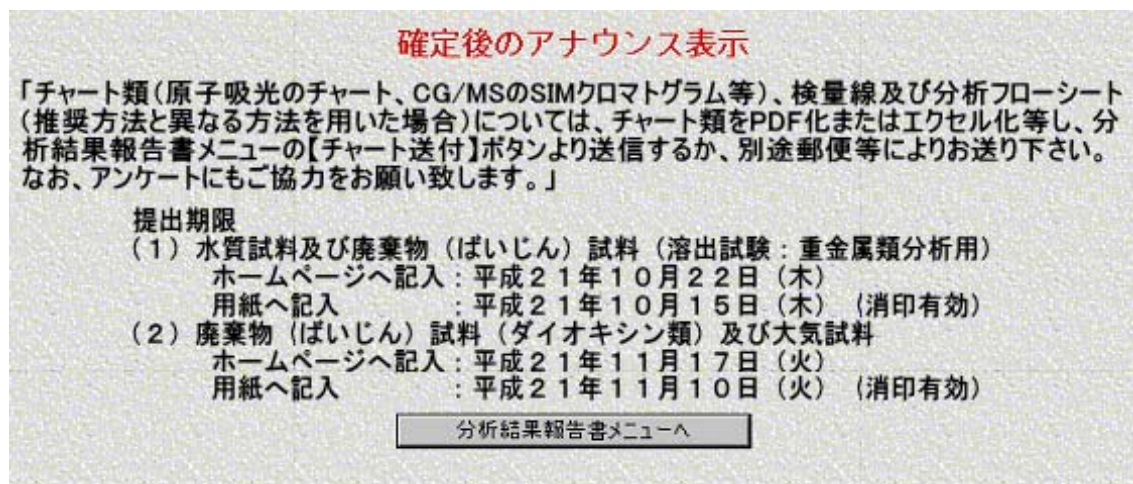 確定後のアナウンス表示
「チャート類（原子吸光のチャート、CG/MSのSIMクロマトグラム等）、検量線及び分析フローシート
（推奨方法と異なる方法を用いた場合）については、チャート類をPDF化またはエクセル化等し、分
析結果報告書メニューの【チャート送付】ボタンより送信するか、別途郵便等によりお送り下さい。
なお、アンケートにもご協力をお願い致します。」
提出期限
（１）水質試料及び廃棄物（ばいじん）試料（溶出試験：重金属類分析用）
ホームページへ記入：平成２１年１０月２２日（木）
用紙へ記入　　　　：平成２１年１０月１５日（木）（消印有効）
（２）廃棄物（ばいじん）試料（ダイオキシン類）及び大気試料
ホームページへ記入：平成２１年１１月１７日（火）
用紙へ記入　　　　：平成２１年１１月１０日（火）（消印有効）
分析結果報告書メニューへ